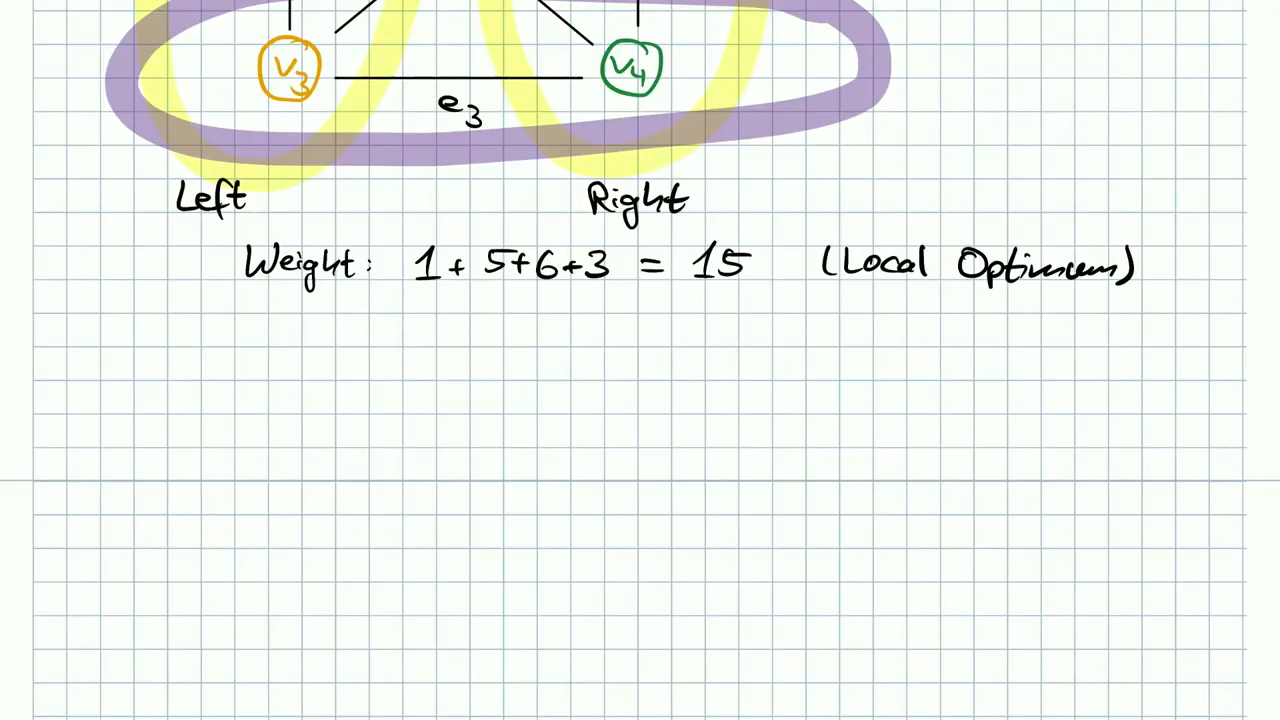 v3 v4
e3
Left Right
Weight: 1 + 5+6+3 = 15 (Local Optimum)